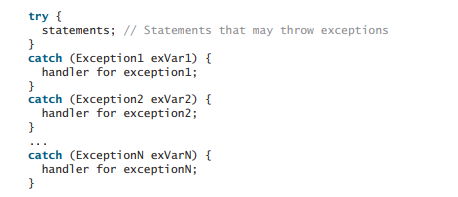 try {
  statements; // Statements that may throw exceptions
}
catch (Exception1 exVar1) {
  handler for exception1;
}
catch (Exception2 exVar2) {
  handler for exception2;
}
...
catch (ExceptionN exVarN) {
  handler for exceptionN;
}